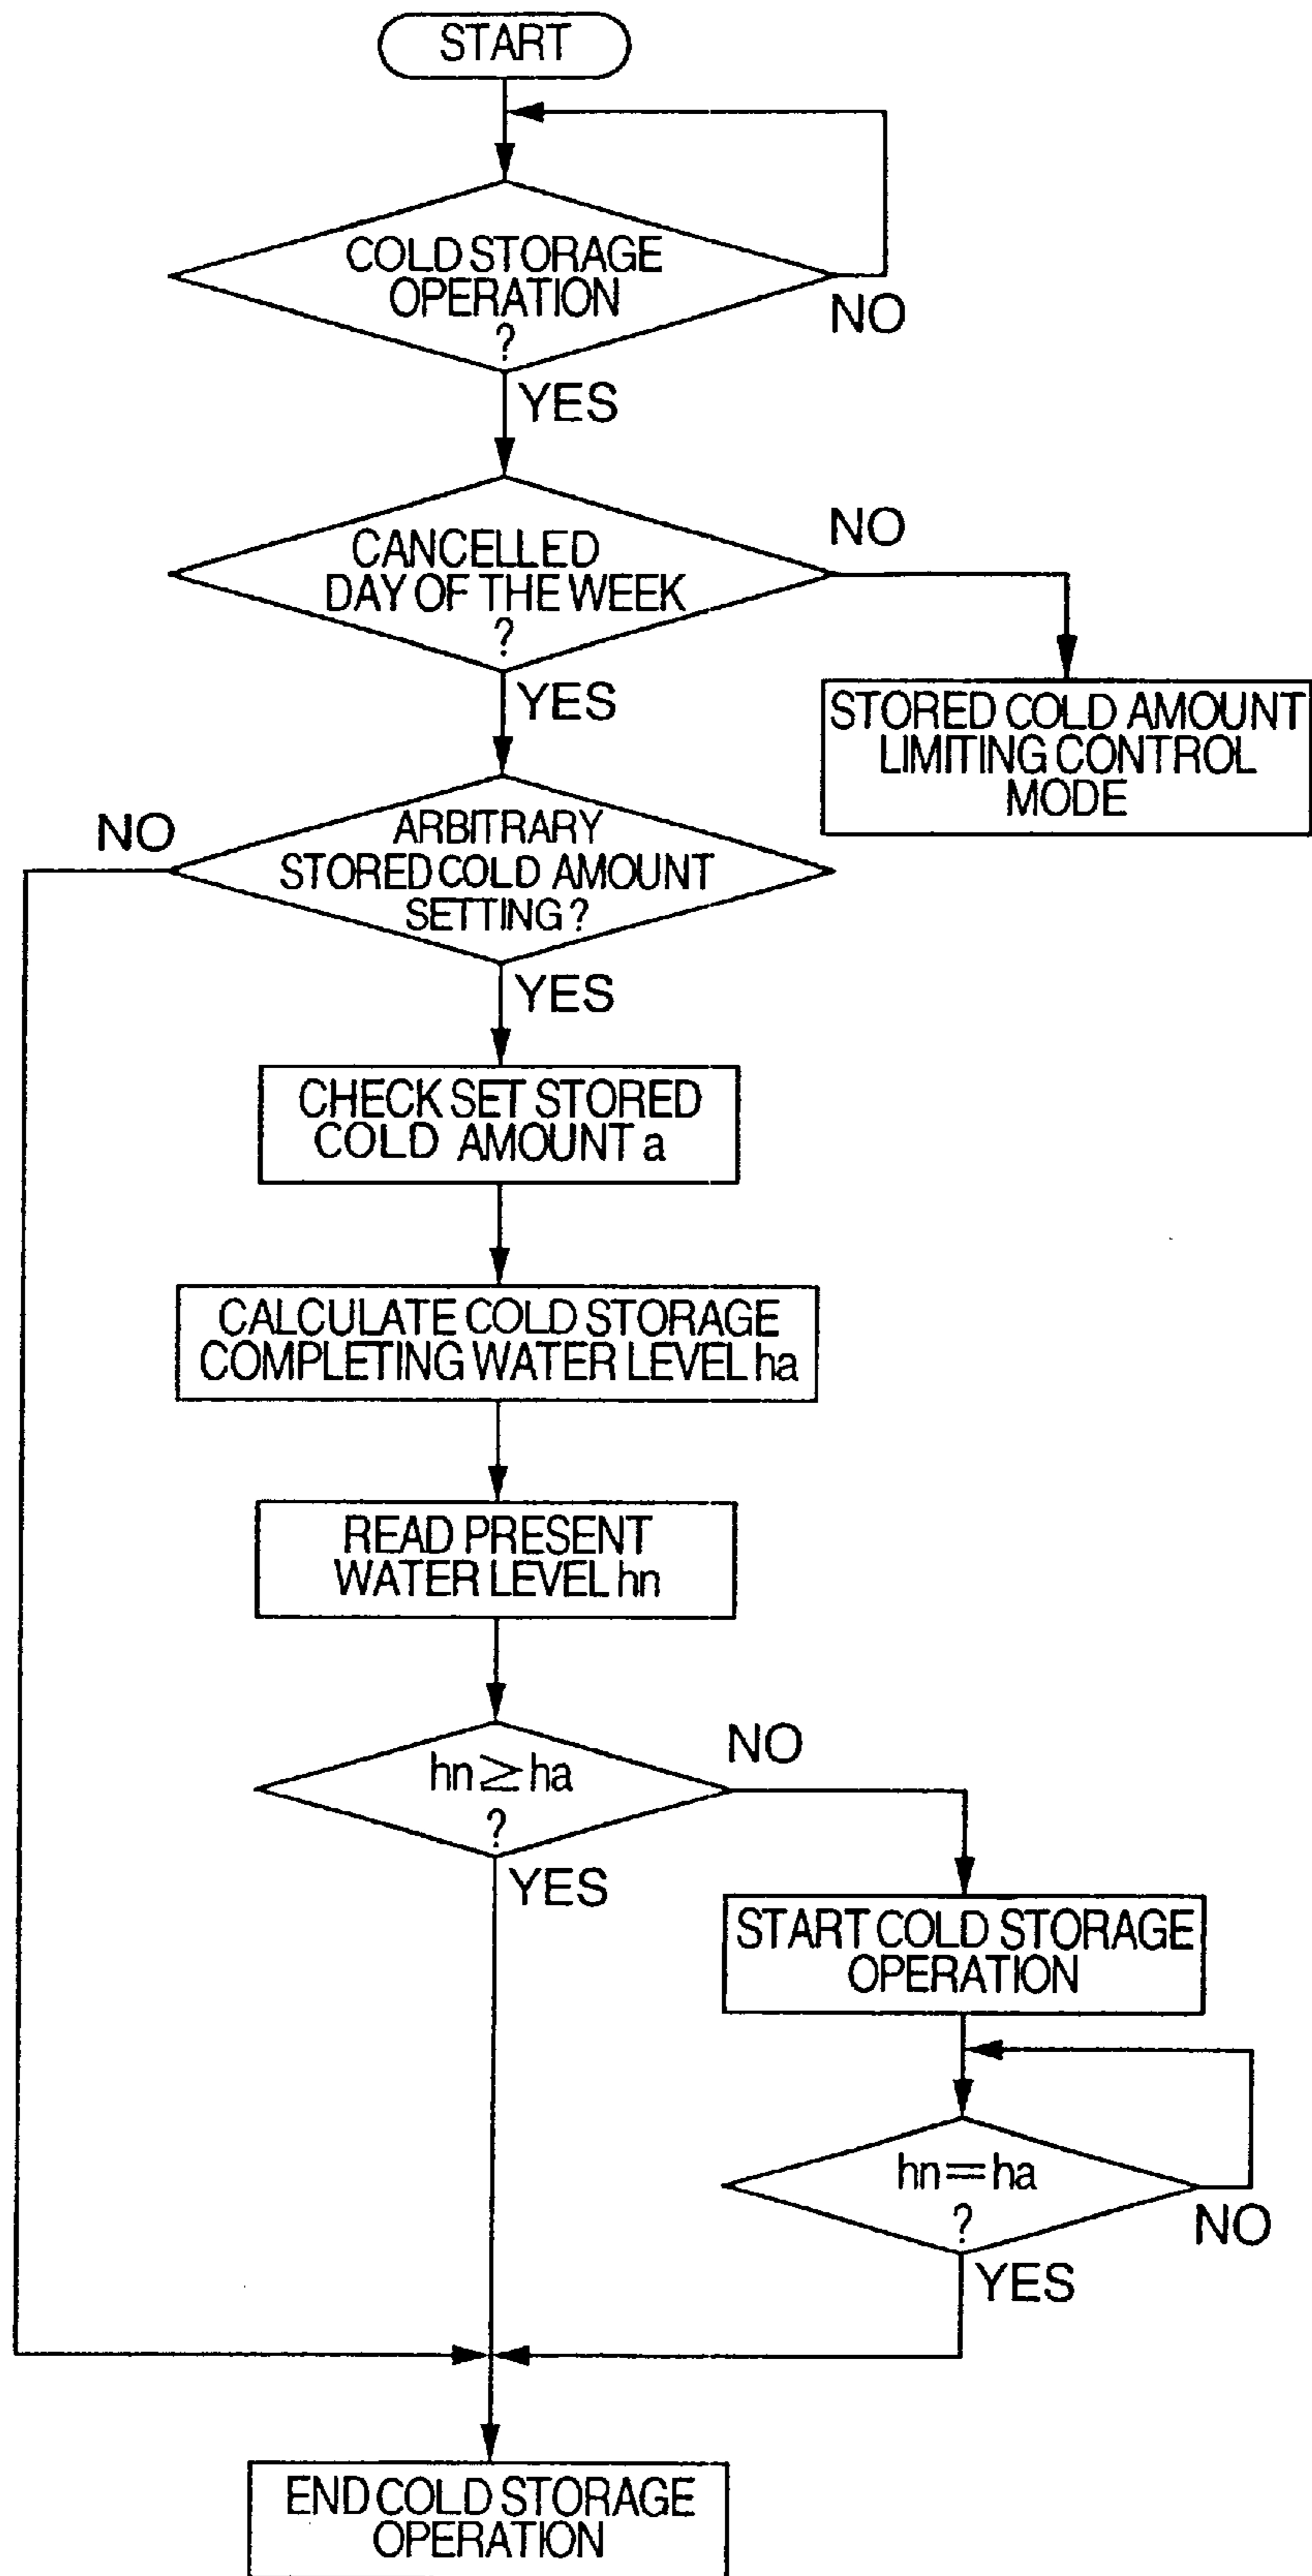 START
COLD STORAGE
OPERATION
?
NO
YES
CANCELLED
DAY OF THE WEEK
?
NO
YES
STORED COLD AMOUNT
LIMITING CONTROL
MODE
NO
ARBITRARY
STORED COLD AMOUNT
SETTING?
YES
CHECK SET STORED
COLD AMOUNT a
CALCULATE COLD STORAGE
COMPLETING WATER LEVEL ha
READ PRESENT
WATER LEVEL hn
hn≧ha
?
NO
YES
START COLD STORAGE
OPERATION
hn=ha
?
NO
YES
END COLD STORAGE
OPERATION